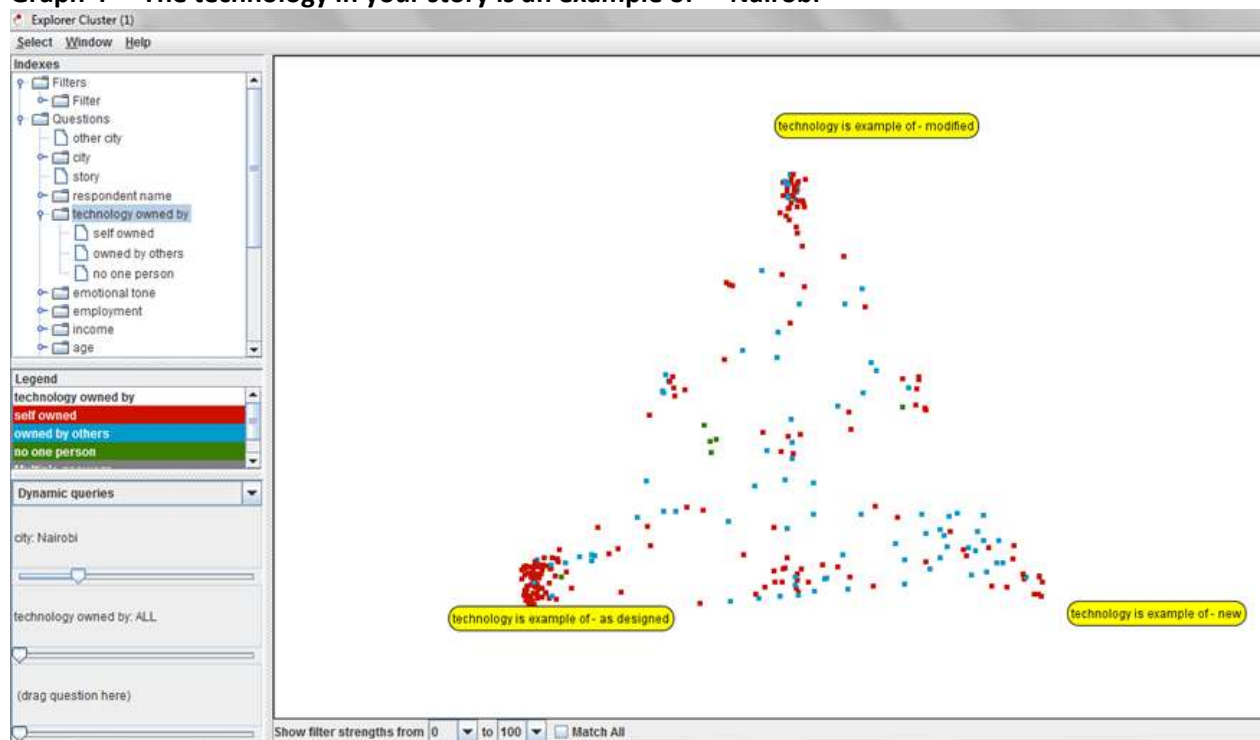 Explorer Cluster (1)
Select Window Help
Indexes
Filters
Filter
Questions
other city
city
story
respondent name
technology owned by
self owned
owned by others
no one person
emotional tone
employment
income
age
Legend
technology owned by
self owned
owned by others
no one person
Dynamic queries
city: Nairobi
technology owned by: ALL
(drag question here)
technology is example of - modified
technology is example of - as designed
technology is example of - new
Show filter strengths from 0 to 100 Match All